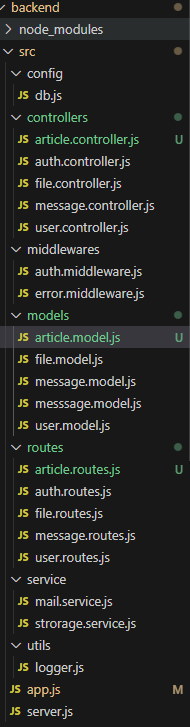 backend
node_modules
src
config
JS db.js
controllers
JS article.controller.js U
JS auth.controller.js
JS file.controller.js
JS message.controller.js
JS user.controller.js
middlewares
JS auth.middleware.js
JS error.middleware.js
models
JS article.model.js U
JS file.model.js
JS message.model.js
JS messsage.model.js
JS user.model.js
routes
JS article.routes.js U
JS auth.routes.js
JS file.routes.js
JS message.routes.js
JS user.routes.js
service
JS mail.service.js
JS strorage.service.js
utils
JS logger.js
JS app.js M
JS server.js